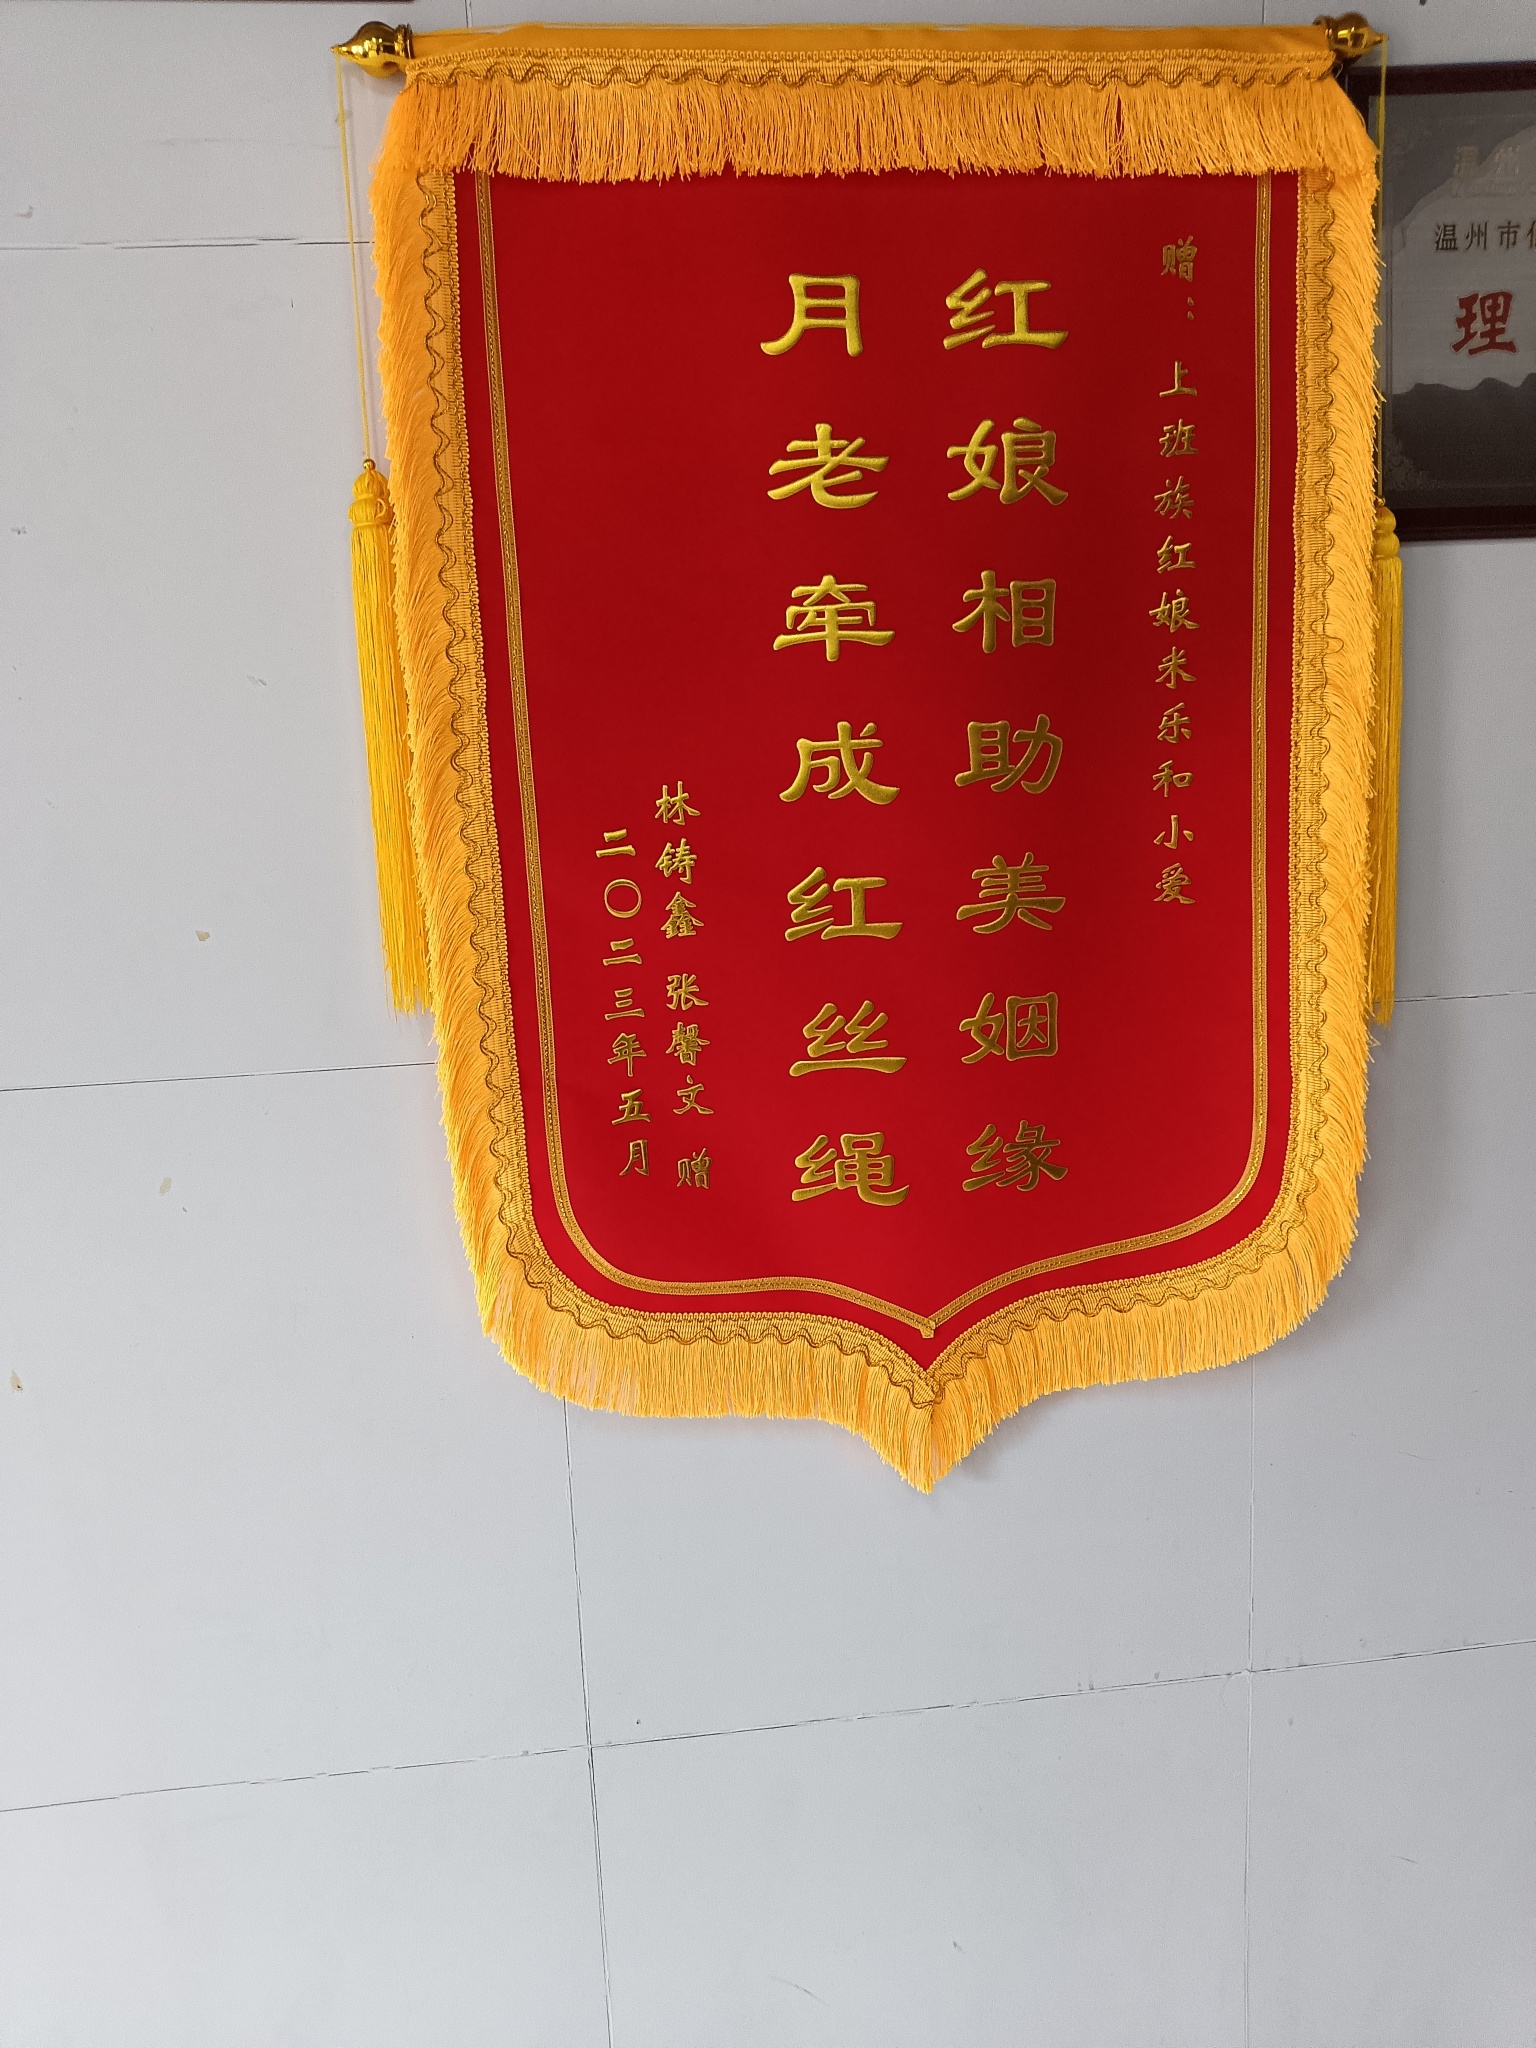 赠：上班族红娘米乐和小爱
红娘相助美姻缘
月老牵成红丝绳
林铸鑫 张馨文 赠
二〇二三年五月
温州
温州市
理